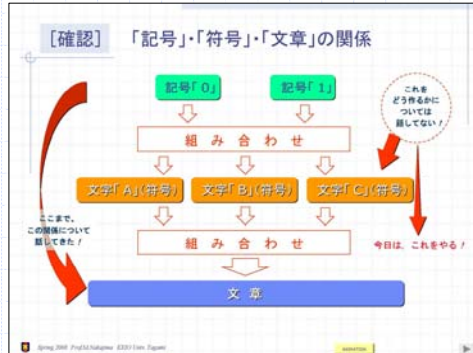 ［確認］ 「記号」・「符号」・「文章」の関係
記号「０」
記号「１」
これを
どう作るかに
ついては
話してない！
組み合わせ
文字「A」(符号)
文字「B」(符号)
文字「C」(符号)
ここまで、
この関係について
話してきた！
組み合わせ
今日は、これをやる！
文章
Spring 2008